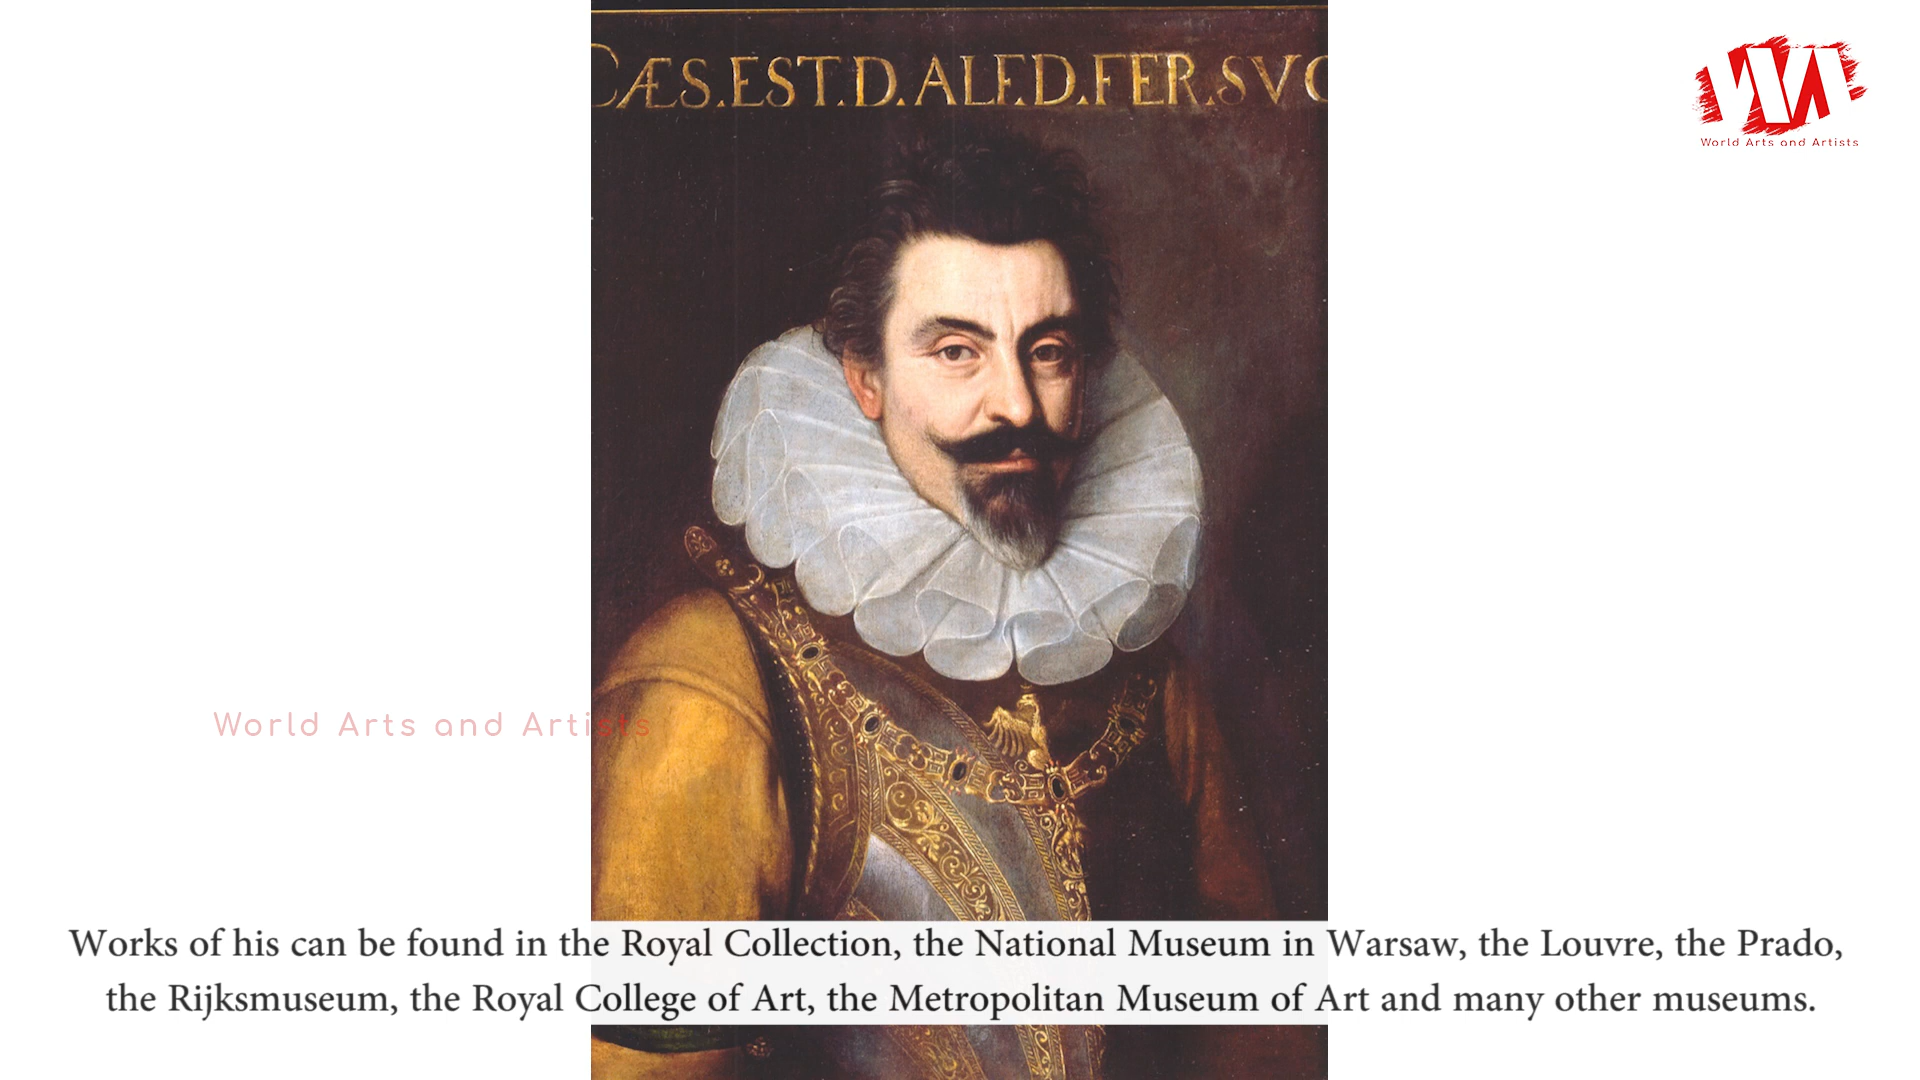 CÆS.EST.D.ALF.D.FER.SVC
World Arts and Artists
World Arts and Artists
Works of his can be found in the Royal Collection, the National Museum in Warsaw, the Louvre, the Prado,
the Rijksmuseum, the Royal College of Art, the Metropolitan Museum of Art and many other museums.